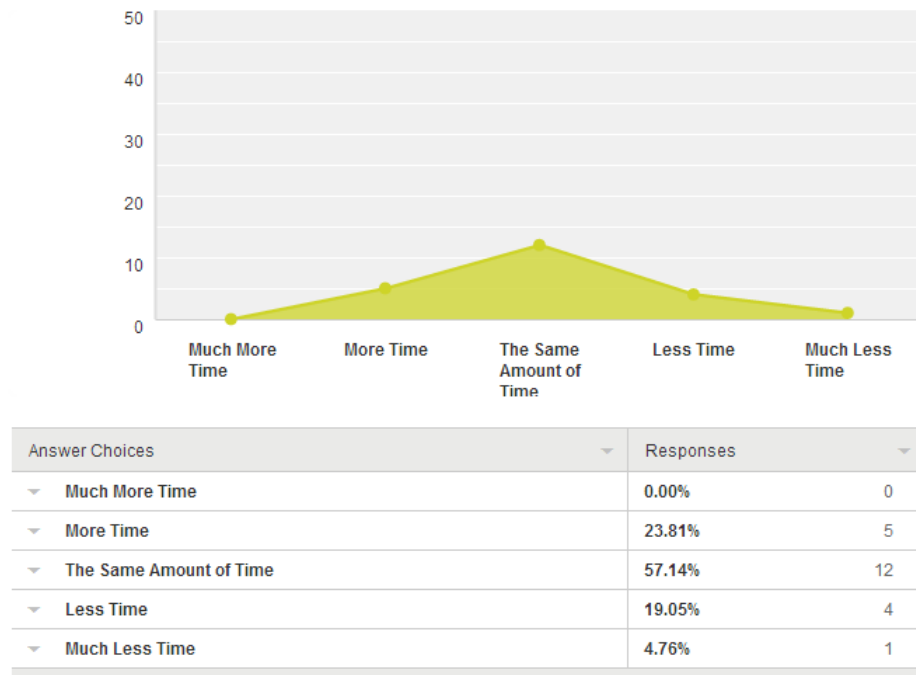 50
40
30
20
10
0
Much More
Time
More Time
The Same
Amount of
Time
Less Time
Much Less
Time
Answer Choices Responses
Much More Time 0.00% 0
More Time 23.81% 5
The Same Amount of Time 57.14% 12
Less Time 19.05% 4
Much Less Time 4.76% 1